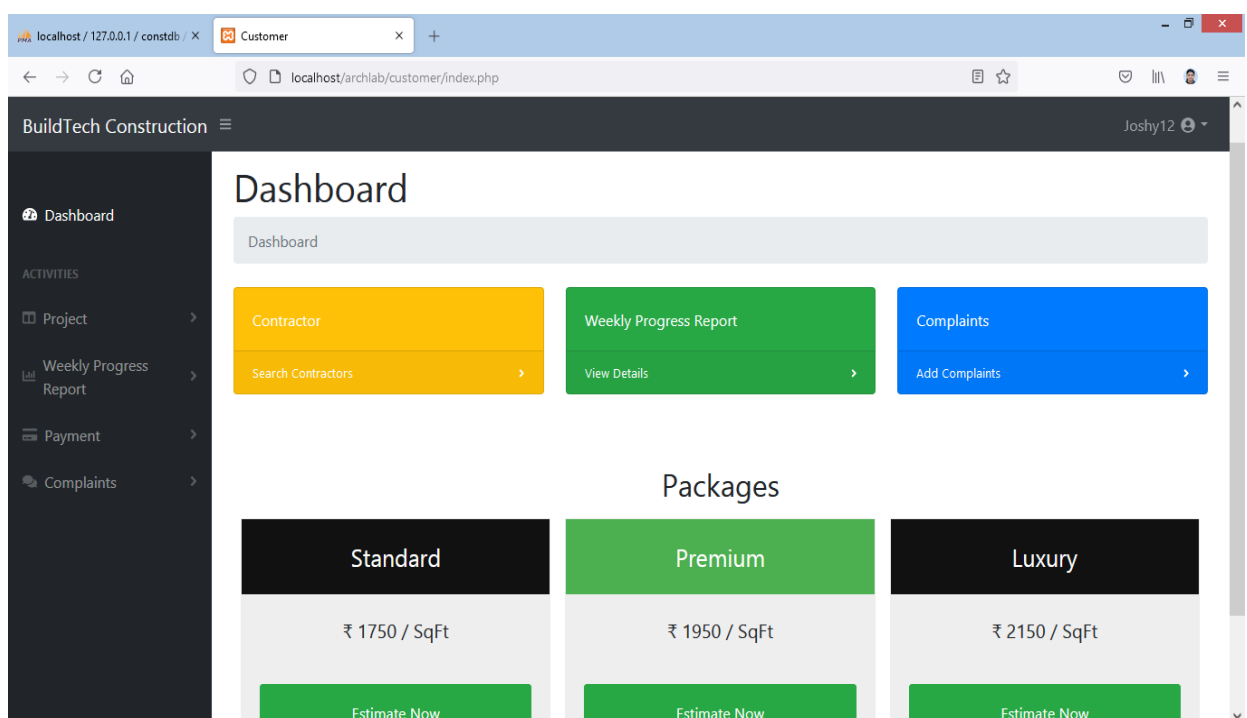 localhost / 127.0.0.1 / constdb /
Customer
localhost/archlab/customer/index.php
BuildTech Construction
Joshy12
Dashboard
ACTIVITIES
Project
Weekly Progress
Report
Payment
Complaints
Dashboard
Dashboard
Contractor
Search Contractors
Weekly Progress Report
View Details
Complaints
Add Complaints
Packages
Standard
₹ 1750 / SqFt
Estimate Now
Premium
₹ 1950 / SqFt
Estimate Now
Luxury
₹ 2150 / SqFt
Estimate Now